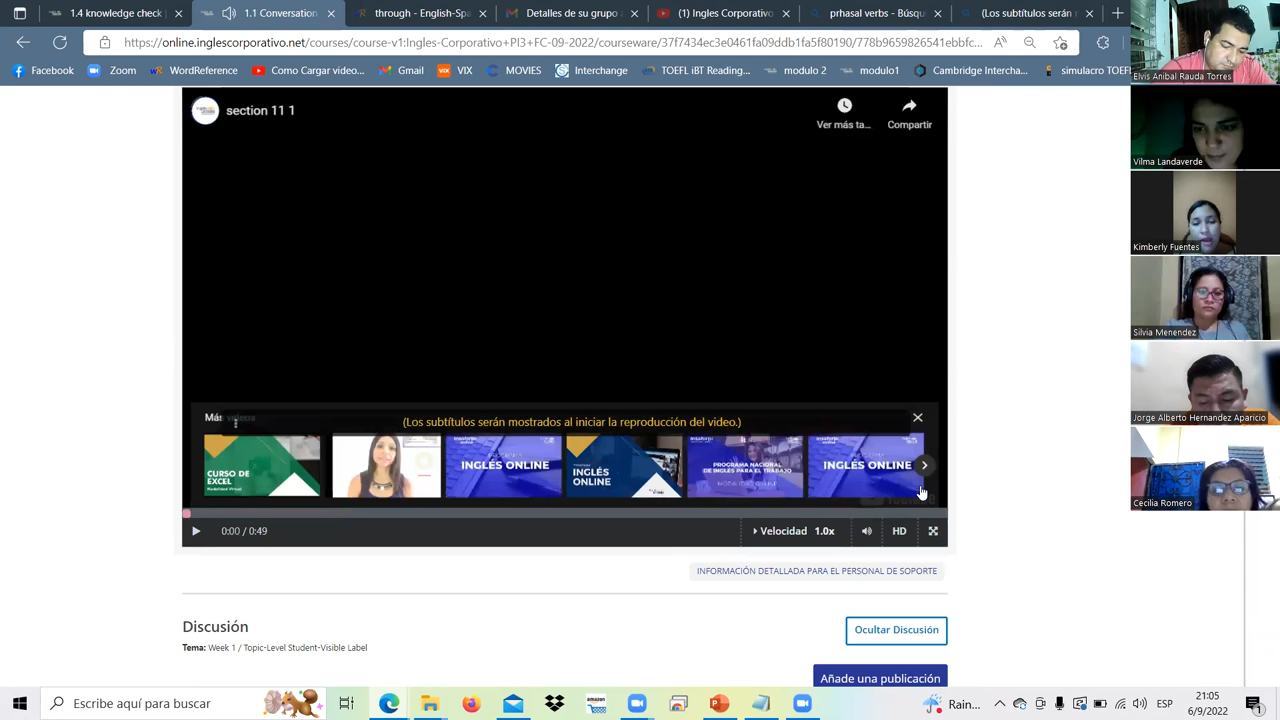 1.4 knowledge check
1.1 Conversation
through - English-Spa
Detalles de su grupo
(1) Ingles Corporativo
prhasal verbs - Búsqu
(Los subtítulos serán r
https://online.inglescorporativo.net/courses/course-v1:Ingles-Corporativo+PI3+FC-09-2022/courseware/37f7434ec3e0461fa09ddb1fa5f80190/778b9659826541ebbfc...
Facebook
Zoom
WordReference
Como Cargar video...
Gmail
VIX
MOVIES
Interchange
TOEFL iBT Reading...
modulo 2
modulo1
Cambridge Intercha...
simulacro TOEFL
section 11 1
Ver más ta...
Compartir
Más videos
(Los subtítulos serán mostrados al iniciar la reproducción del video.)
CURSO DE
EXCEL
INGLÉS ONLINE
INGLÉS
ONLINE
PROGRAMA NACIONAL
DE INGLÉS PARA EL TRABAJO
INGLÉS ONLINE
0:00 / 0:49
Velocidad 1.0x
HD
INFORMACIÓN DETALLADA PARA EL PERSONAL DE SOPORTE
Discusión
Ocultar Discusión
Tema: Week 1 / Topic-Level Student-Visible Label
Añade una publicación
Elvis Anibal Rauda Torres
Vilma Landaverde
Kimberly Fuentes
Silvia Menendez
Jorge Alberto Hernandez Aparicio
Cecilia Romero
Escribe aquí para buscar
amazon
Rain...
ESP
21:05
6/9/2022
1